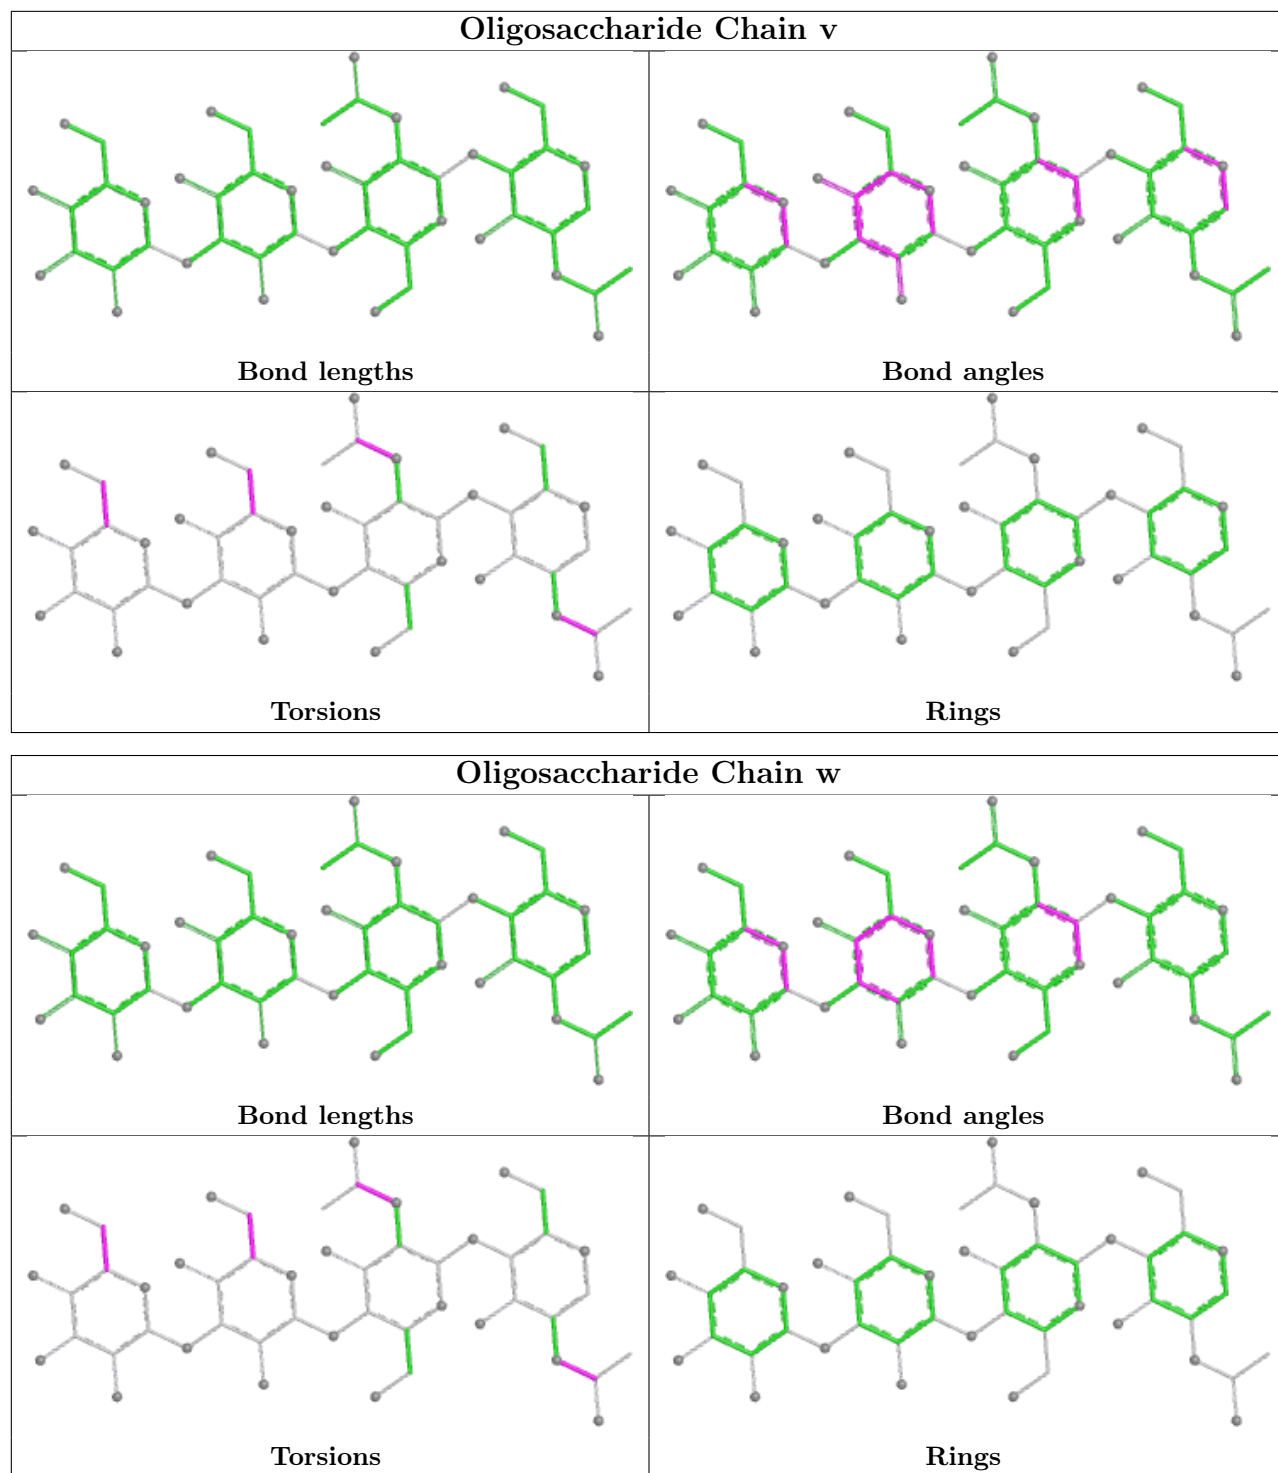 Oligosaccharide Chain v
Bond lengths
Bond angles
Torsions
Rings
Oligosaccharide Chain w
Bond lengths
Bond angles
Torsions
Rings